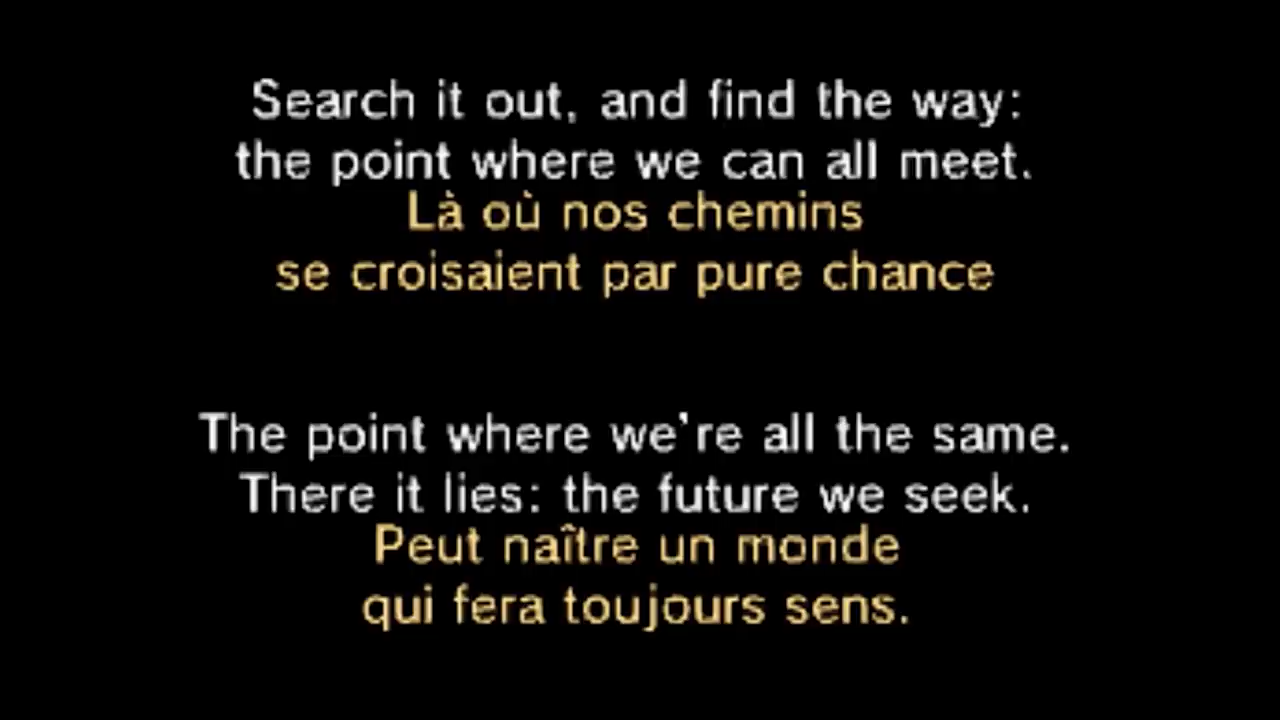 Search it out, and find the way:
the point where we can all meet.
Là où nos chemins
se croisaient par pure chance
The point where we're all the same.
There it lies: the future we seek.
Peut naître un monde
qui fera toujours sens.